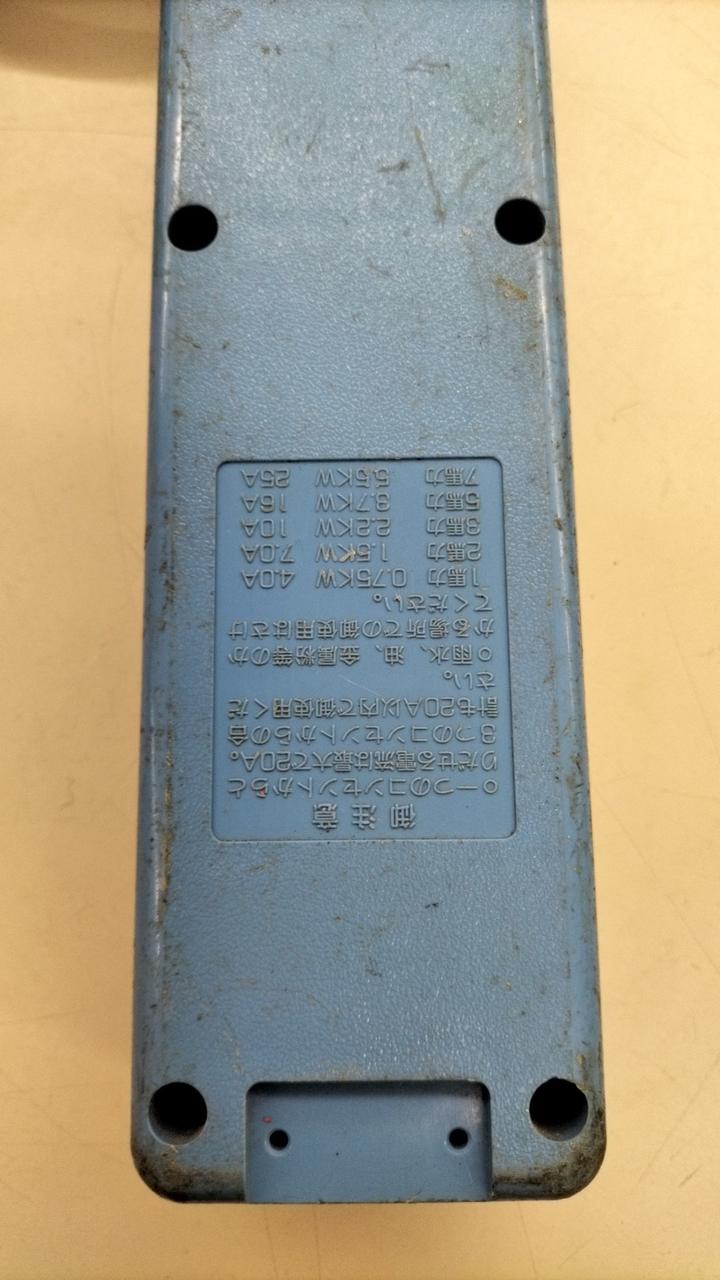 御注意
○一つのコンセントからと
りだせる電流は最大で20A。
3つのコンセントからの合
計も20A以内で御使用くだ
さい。
○雨水、油、金属粉等のか
かる場所での御使用はさけ
てください。
1馬力 0.75KW 4.0A
2馬力 1.5KW 7.0A
3馬力 2.2KW 10A
5馬力 3.7KW 16A
7馬力 5.5KW 25A